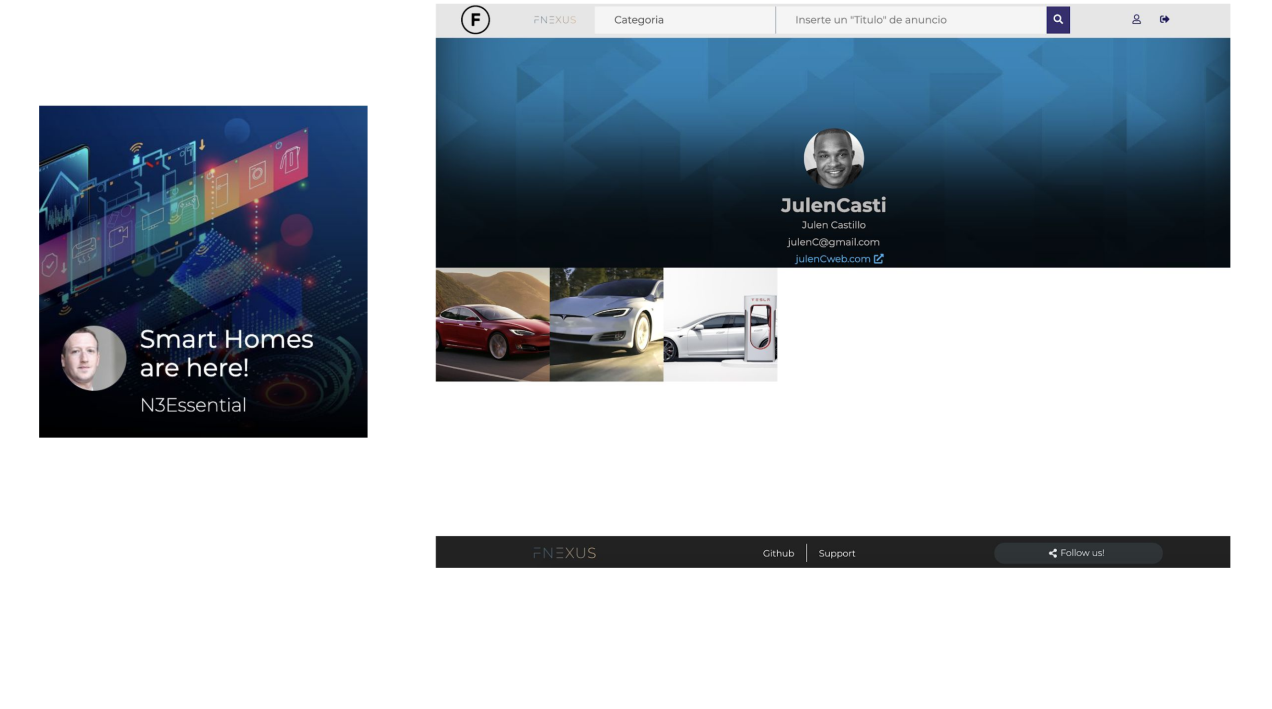 Smart Homes
are here!
N3Essential
F
FNEXUS
Categoria
Inserte un "Titulo" de anuncio
JulenCasti
Julen Castillo
julenC@gmail.com
julenCweb.com
TESLA
FNEXUS
Github
Support
Follow us!